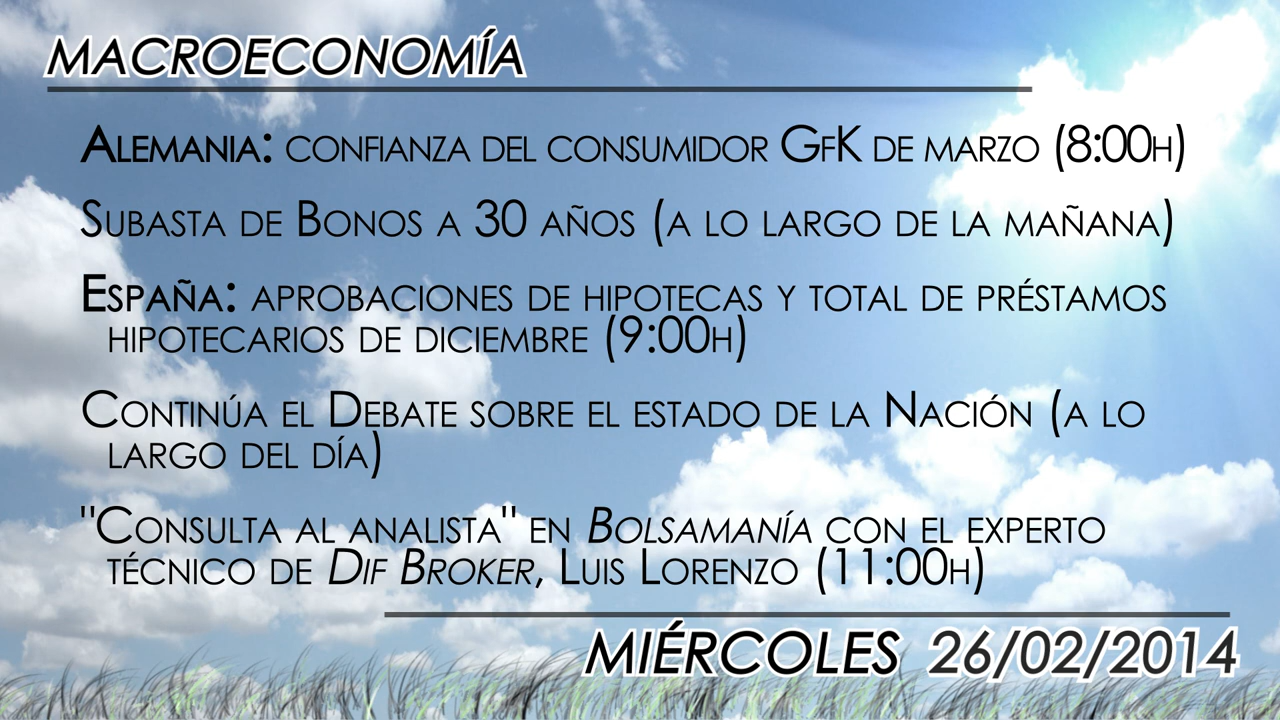 MACROECONOMÍA
ALEMANIA: CONFIANZA DEL CONSUMIDOR GFK DE MARZO (8:00H)
SUBASTA DE BONOS A 30 AÑOS (A LO LARGO DE LA MAÑANA)
ESPAÑA: APROBACIONES DE HIPOTECAS Y TOTAL DE PRÉSTAMOS
HIPOTECARIOS DE DICIEMBRE (9:00H)
CONTINÚA EL DEBATE SOBRE EL ESTADO DE LA NACIÓN (A LO
LARGO DEL DÍA)
"CONSULTA AL ANALISTA" EN BOLSAMANÍA CON EL EXPERTO
TÉCNICO DE DIF BROKER, LUIS LORENZO (11:00H)
MIÉRCOLES 26/02/2014